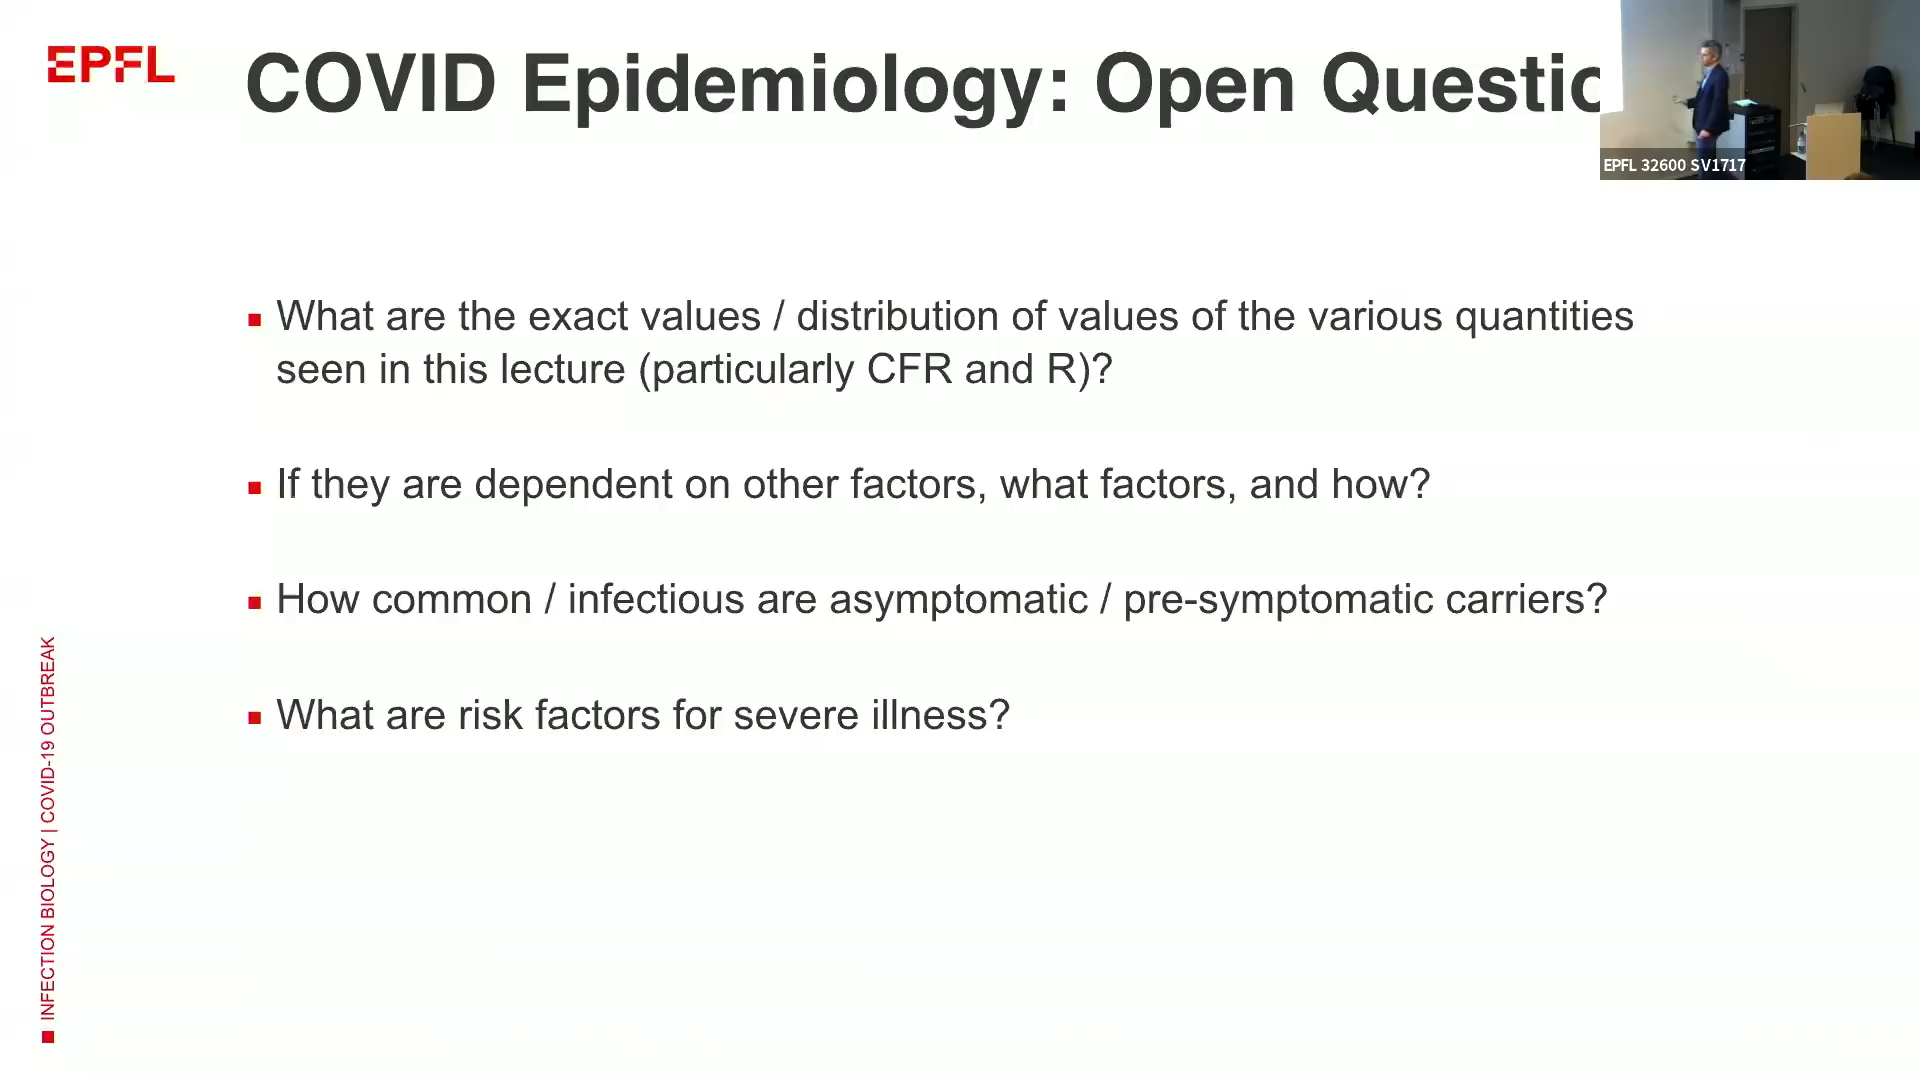 EPFL
COVID Epidemiology: Open Questio
EPFL 32600 SV1717
▪ What are the exact values / distribution of values of the various quantities
seen in this lecture (particularly CFR and R)?
▪ If they are dependent on other factors, what factors, and how?
▪ How common / infectious are asymptomatic / pre-symptomatic carriers?
▪ What are risk factors for severe illness?
■ INFECTION BIOLOGY | COVID-19 OUTBREAK